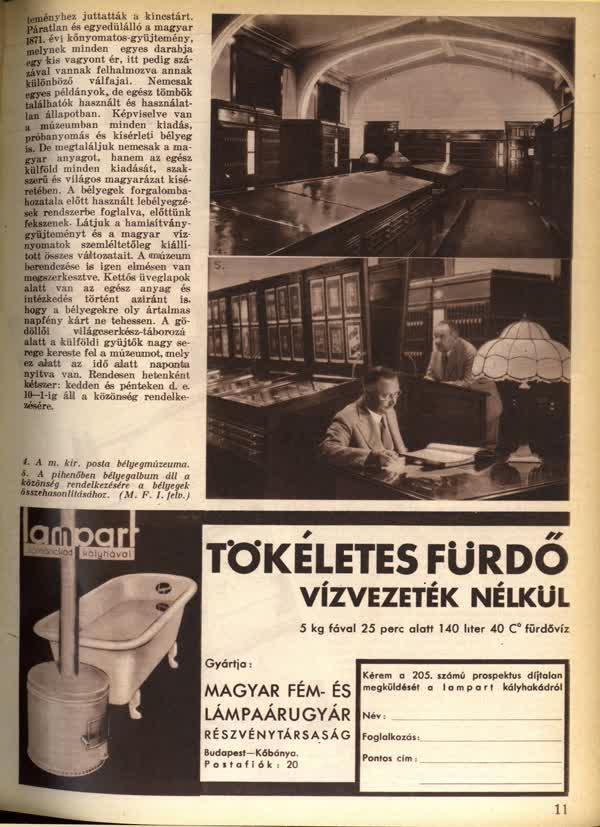 teményhez juttatták a kincstárt.
Páratlan és egyedülálló a magyar
1871. évi kőnyomatos-gyüjtemény,
melynek minden egyes darabja
egy kis vagyont ér, itt pedig szá-
zával vannak felhalmozva annak
különböző válfajai. Nemcsak
egyes példányok, de egész tömbök
találhatók használt és használat-
lan állapotban. Képviselve van
a múzeumban minden kiadás,
próbanyomás és kisérleti bélyeg
is. De megtaláljuk nemcsak a ma-
gyar anyagot, hanem az egész
külföld minden kiadását, szak-
szerű és világos magyarázat kísé-
retében. A bélyegek forgalomba-
hozatala előtt használt lebélyegzé-
sek rendszerbe foglalva, előttünk
fekszenek. Látjuk a hamisítvány-
gyüjteményt és a magyar víz-
nyomatok szemléltetőleg kiállí-
tott összes változatait. A múzeum
berendezése is igen elmésen van
megszerkesztve. Kettős üveglapok
alatt van az egész anyag és
intézkedés történt aziránt is,
hogy a bélyegekre oly ártalmas
napfény kárt ne tehessen. A gö-
döllői világcserkész-táborozá
alatt a külföldi gyüjtők nagy se-
rege kereste fel a múzeumot, mely
ez alatt az idő alatt naponta
nyitva van. Rendesen hetenként
kétszer: kedden és pénteken d. e.
10—1-ig áll a közönség rendelke-
zésére.
4. A m. kir. posta bélyegmúzeuma.
5. A pihenőben bélyegalbum áll a
közönség rendelkezésére a bélyegek
összehasonlításához. (M. F. I. felv.)
5.
lampart
zománckád kályhával
TÖKÉLETES FÜRDŐ
VÍZVEZETÉK NÉLKÜL
5 kg fával 25 perc alatt 140 liter 40 C° fürdővíz
Gyártja:
MAGYAR FÉM- ÉS
LÁMPAÁRUGYÁR
RÉSZVÉNYTÁRSASÁG
Budapest—Kőbánya.
Postafiók: 20
Kérem a 205. számú prospektus díjtalan
megküldését a lampart kályhakádról
Név:
Foglalkozás:
Pontos cím:
11